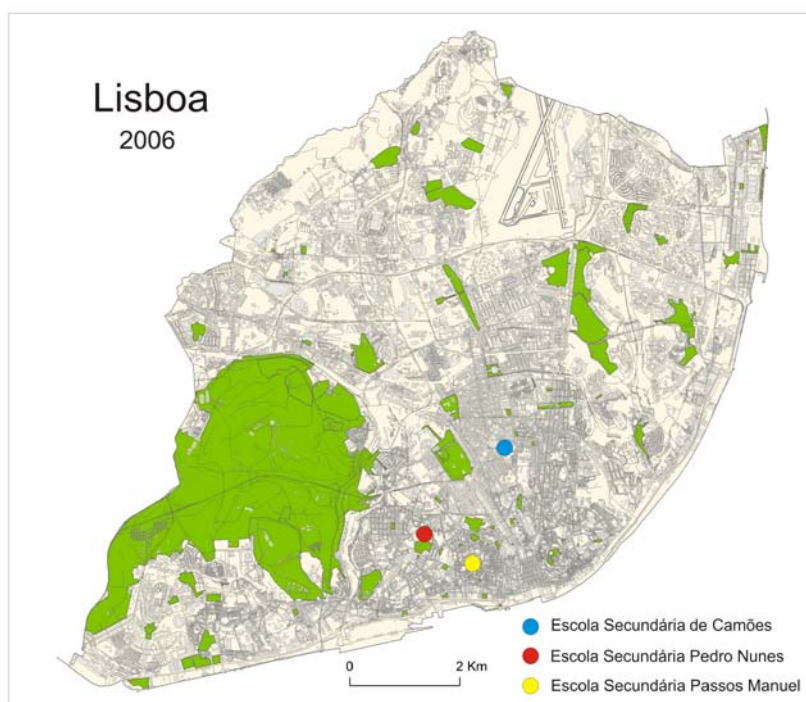 Lisboa
2006
Escola Secundária de Camões
Escola Secundária Pedro Nunes
Escola Secundária Passos Manuel
0 2 Km